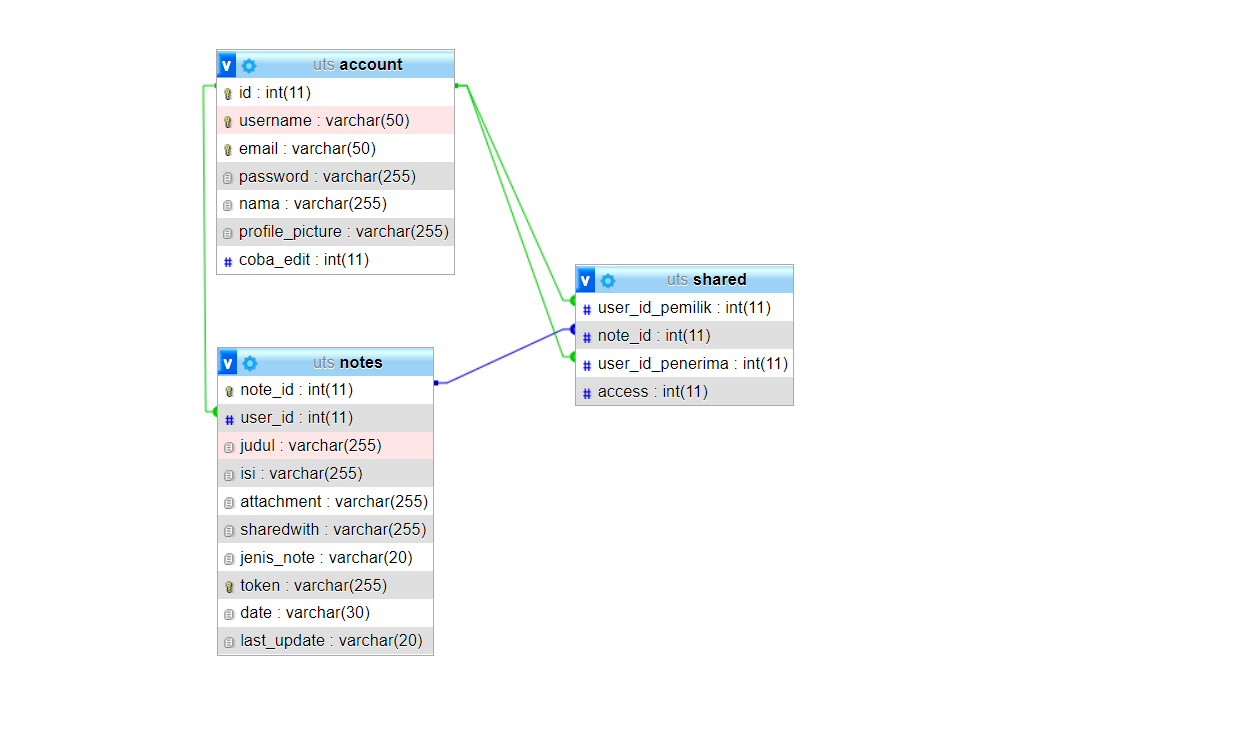 v uts account
id : int(11)
username : varchar(50)
email : varchar(50)
password : varchar(255)
nama : varchar(255)
profile_picture : varchar(255)
# coba_edit : int(11)
v uts notes
note_id : int(11)
# user_id : int(11)
judul : varchar(255)
isi : varchar(255)
attachment : varchar(255)
sharedwith : varchar(255)
jenis_note : varchar(20)
token : varchar(255)
date : varchar(30)
last_update : varchar(20)
v uts shared
# user_id_pemilik : int(11)
# note_id : int(11)
# user_id_penerima : int(11)
# access : int(11)